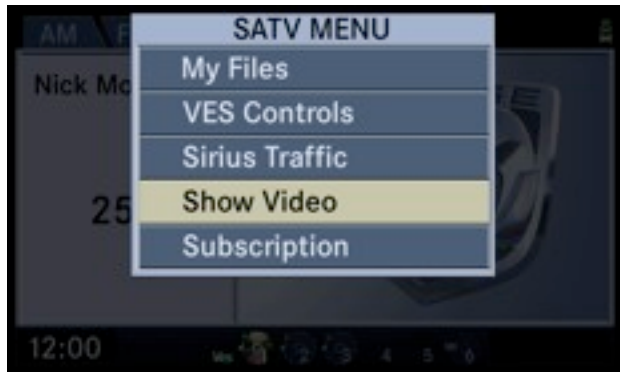 AM
SATV MENU
Nick
My Files
VES Controls
Sirius Traffic
25
Show Video
Subscription
12:00
Ves 2 3 4 5 6